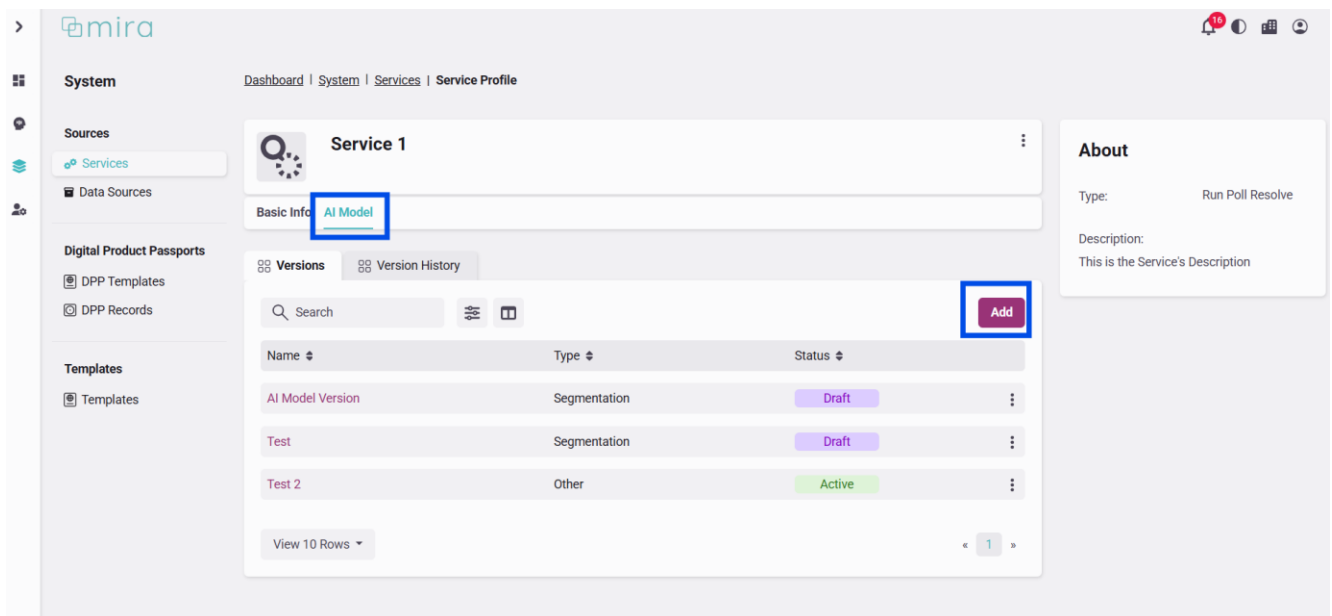 mira
16
System
Dashboard | System | Services | Service Profile
Sources
Services
Data Sources
Digital Product Passports
DPP Templates
DPP Records
Templates
Templates
Service 1
Basic Info AI Model
Versions Version History
Search Add
Name Type Status
AI Model Version Segmentation Draft
Test Segmentation Draft
Test 2 Other Active
View 10 Rows « 1 »
About
Type: Run Poll Resolve
Description:
This is the Service's Description